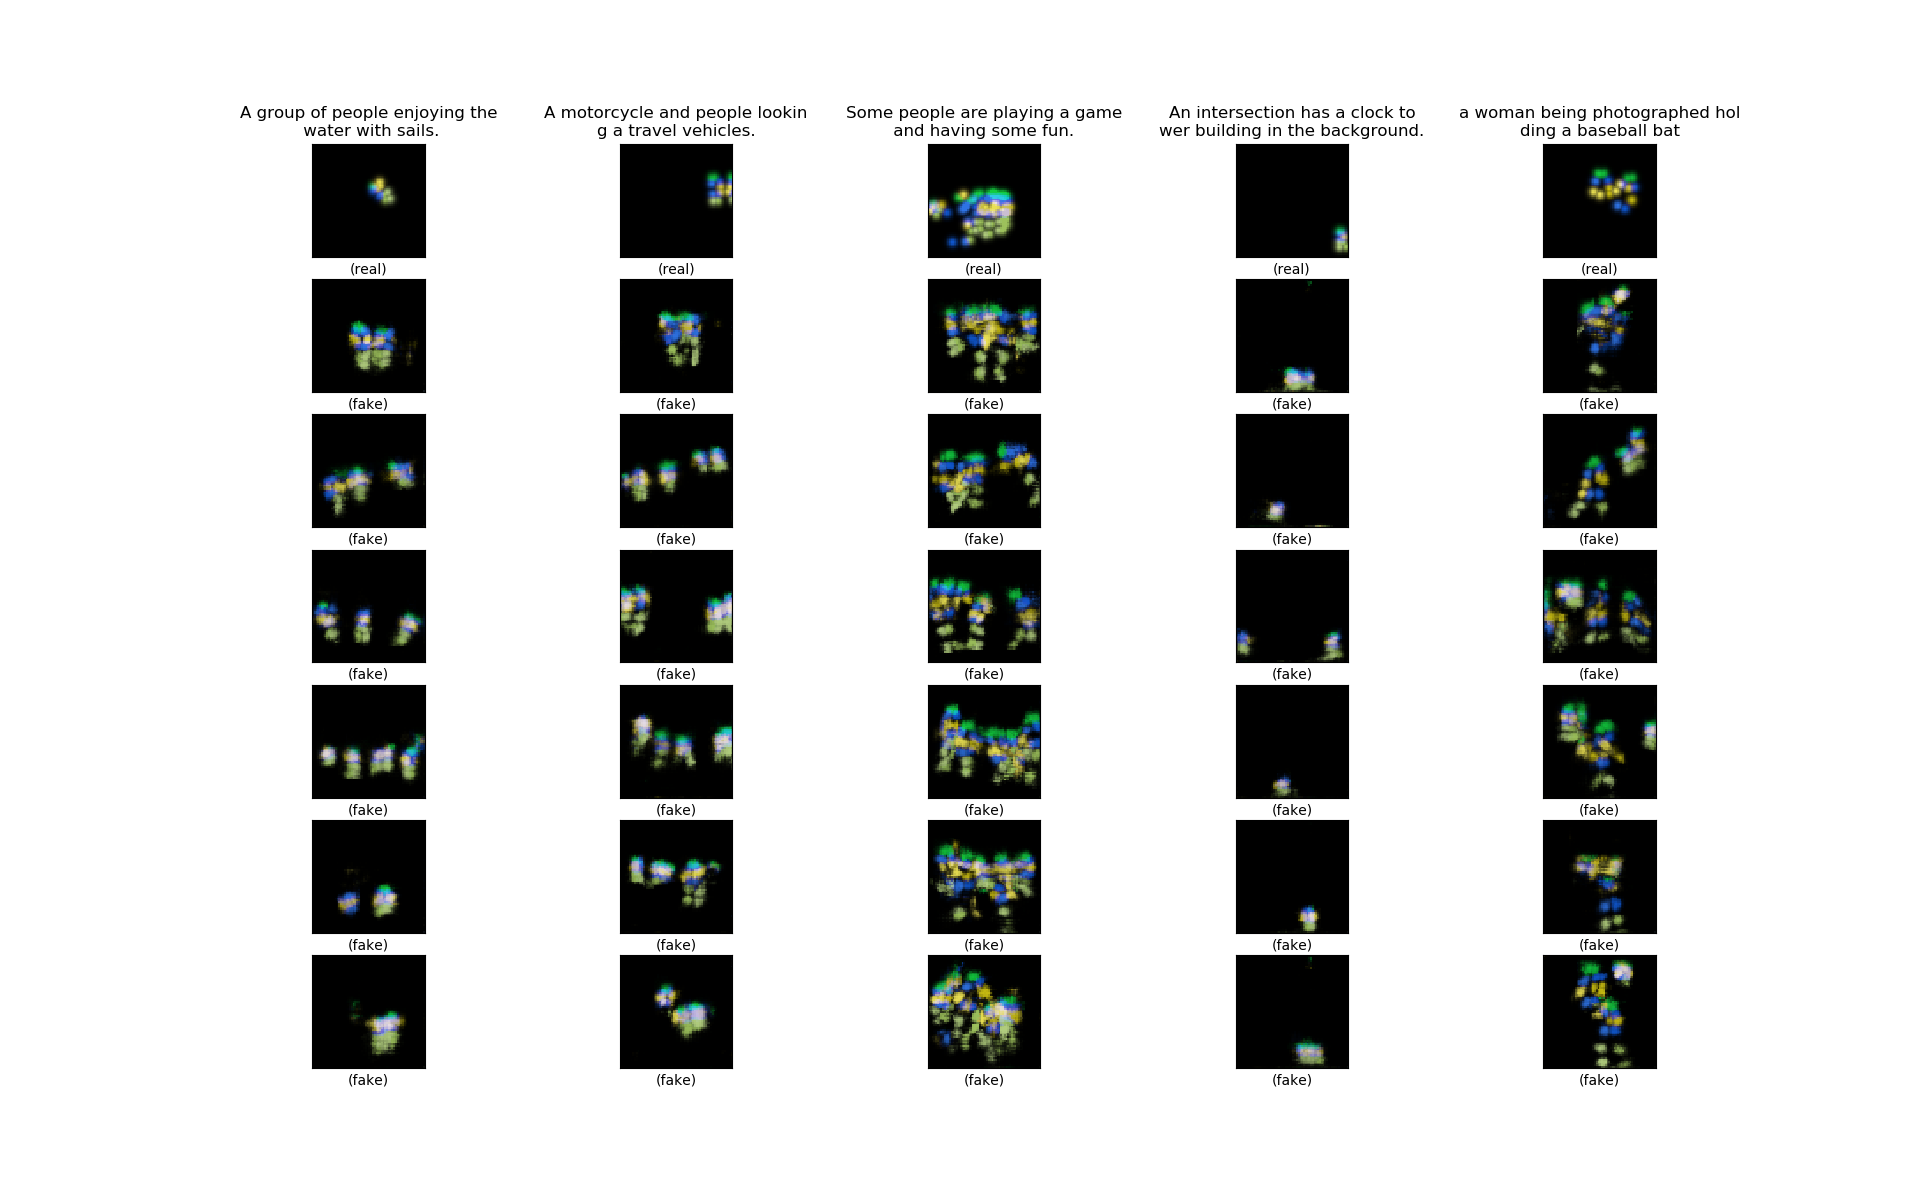 A group of people enjoying the
water with sails.
A motorcycle and people lookin
g a travel vehicles.
Some people are playing a game
and having some fun.
An intersection has a clock to
wer building in the background.
a woman being photographed hol
ding a baseball bat
(real) (real) (real) (real) (real)
(fake) (fake) (fake) (fake) (fake)
(fake) (fake) (fake) (fake) (fake)
(fake) (fake) (fake) (fake) (fake)
(fake) (fake) (fake) (fake) (fake)
(fake) (fake) (fake) (fake) (fake)
(fake) (fake) (fake) (fake) (fake)